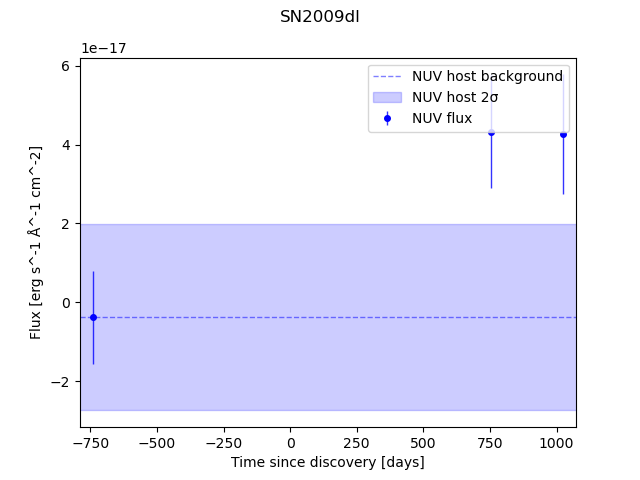 SN2009dl
1e−17
NUV host background
NUV host 2σ
NUV flux
6
4
2
0
−2
Flux [erg s^-1 Å^-1 cm^-2]
−750 −500 −250 0 250 500 750 1000
Time since discovery [days]